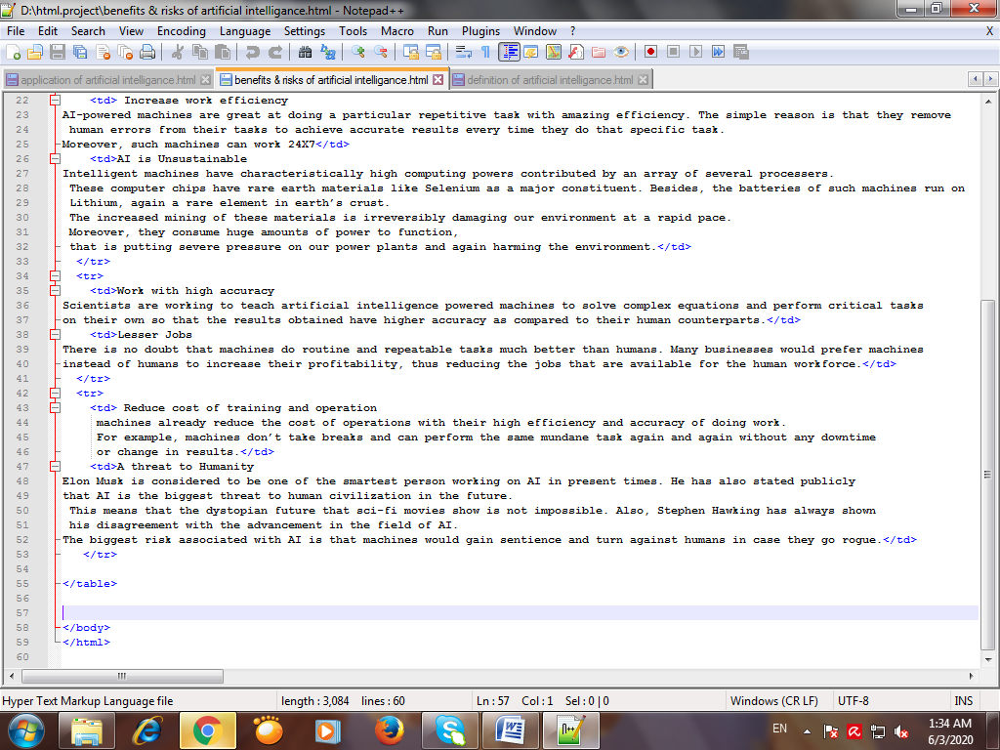 D:\html.project\benefits & risks of artificial intelligance.html - Notepad++
File Edit Search View Encoding Language Settings Tools Macro Run Plugins Window ? X
application of artificial intelligance.html benefits & risks of artificial intelligance.html definition of artificial intelligance.html
22 <td> Increase work efficiency
23 AI-powered machines are great at doing a particular repetitive task with amazing efficiency. The simple reason is that they remove
24 human errors from their tasks to achieve accurate results every time they do that specific task.
25 Moreover, such machines can work 24X7</td>
26 <td>AI is Unsustainable
27 Intelligent machines have characteristically high computing powers contributed by an array of several processers.
28 These computer chips have rare earth materials like Selenium as a major constituent. Besides, the batteries of such machines run on
29 Lithium, again a rare element in earth’s crust.
30 The increased mining of these materials is irreversibly damaging our environment at a rapid pace.
31 Moreover, they consume huge amounts of power to function,
32 that is putting severe pressure on our power plants and again harming the environment.</td>
33 </tr>
34 <tr>
35 <td>Work with high accuracy
36 Scientists are working to teach artificial intelligence powered machines to solve complex equations and perform critical tasks
37 on their own so that the results obtained have higher accuracy as compared to their human counterparts.</td>
38 <td>Lesser Jobs
39 There is no doubt that machines do routine and repeatable tasks much better than humans. Many businesses would prefer machines
40 instead of humans to increase their profitability, thus reducing the jobs that are available for the human workforce.</td>
41 </tr>
42 <tr>
43 <td> Reduce cost of training and operation
44 machines already reduce the cost of operations with their high efficiency and accuracy of doing work.
45 For example, machines don’t take breaks and can perform the same mundane task again and again without any downtime
46 or change in results.</td>
47 <td>A threat to Humanity
48 Elon Musk is considered to be one of the smartest person working on AI in present times. He has also stated publicly
49 that AI is the biggest threat to human civilization in the future.
50 This means that the dystopian future that sci-fi movies show is not impossible. Also, Stephen Hawking has always shown
51 his disagreement with the advancement in the field of AI.
52 The biggest risk associated with AI is that machines would gain sentience and turn against humans in case they go rogue.</td>
53 </tr>
54
55 </table>
56
57
58 </body>
59 </html>
60
Hyper Text Markup Language file length : 3,084 lines : 60 Ln : 57 Col : 1 Sel : 0 | 0 Windows (CR LF) UTF-8 INS
EN 1:34 AM
6/3/2020